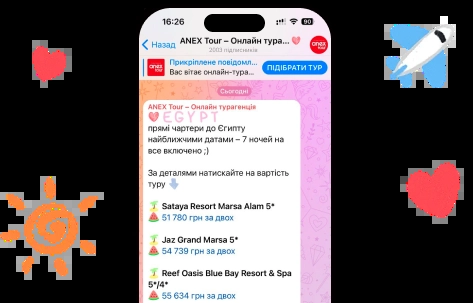 16:26
90
Назад
ANEX Tour – Онлайн тура...
2003 підписників
anex
TOUR
anex
TOUR
Прикріплене повідомл...
Вас вітає онлайн-тура...
ПІДІБРАТИ ТУР
Сьогодні
ANEX Tour – Онлайн турагенція
EGYPT
прямі чартери до Єгипту
найближчими датами – 7 ночей на
все включено ;)
За деталями натискайте на вартість
туру
Sataya Resort Marsa Alam 5*
51 780 грн за двох
Jaz Grand Marsa 5*
54 739 грн за двох
Reef Oasis Blue Bay Resort & Spa
5*/4*
55 634 грн за двох